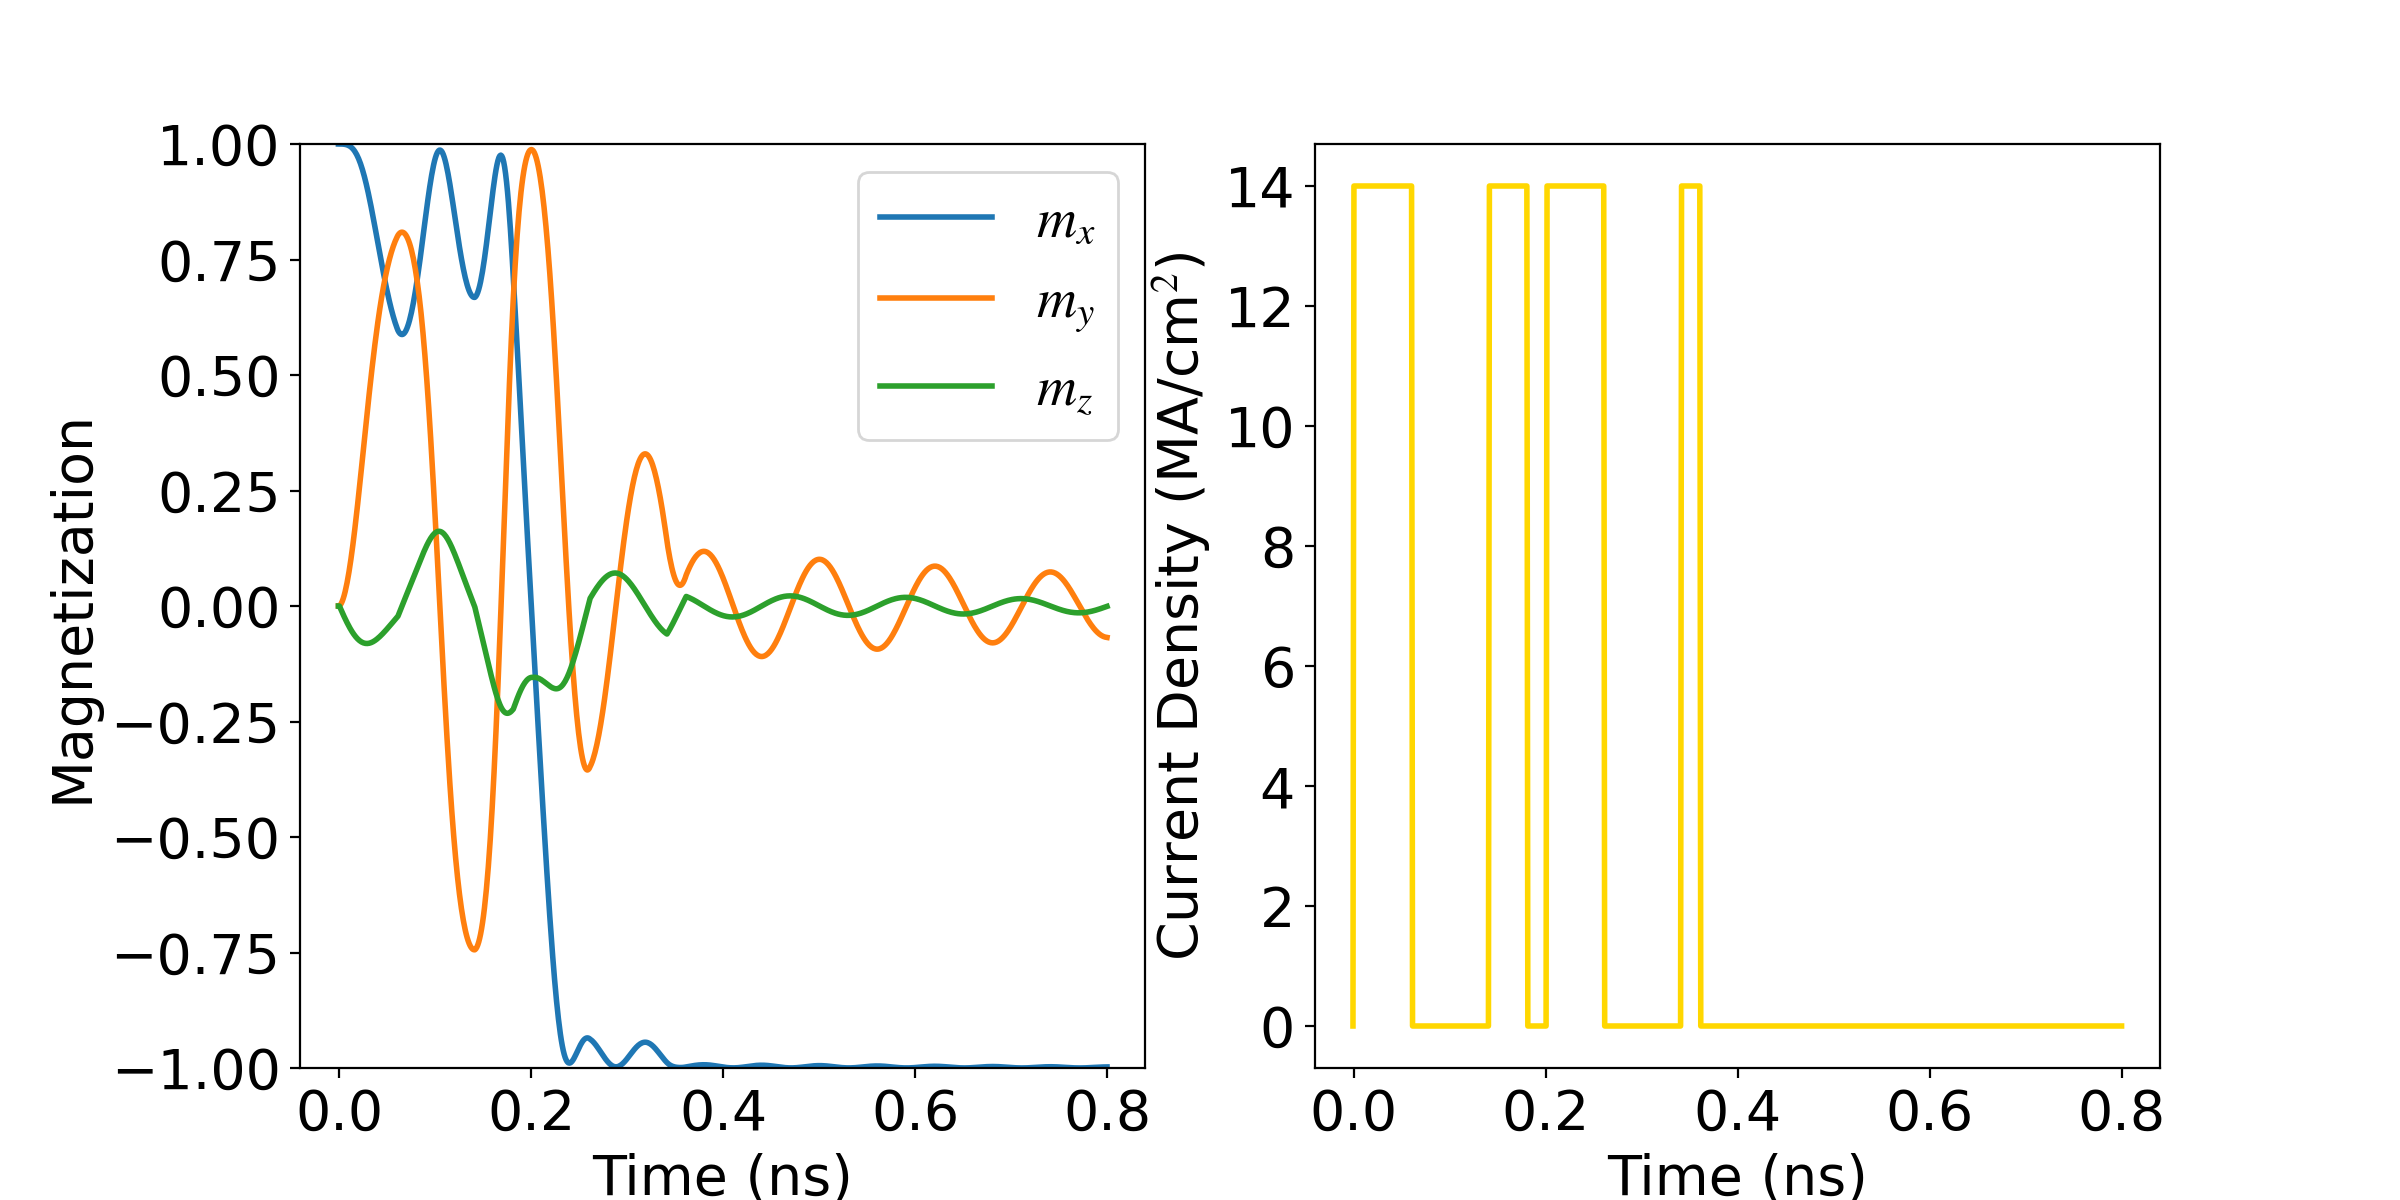 Magnetization
1.00
0.75
0.50
0.25
0.00
−0.25
−0.50
−0.75
−1.00
0.0 0.2 0.4 0.6 0.8
Time (ns)
m_x
m_y
m_z
Current Density (MA/cm²)
14
12
10
8
6
4
2
0
0.0 0.2 0.4 0.6 0.8
Time (ns)